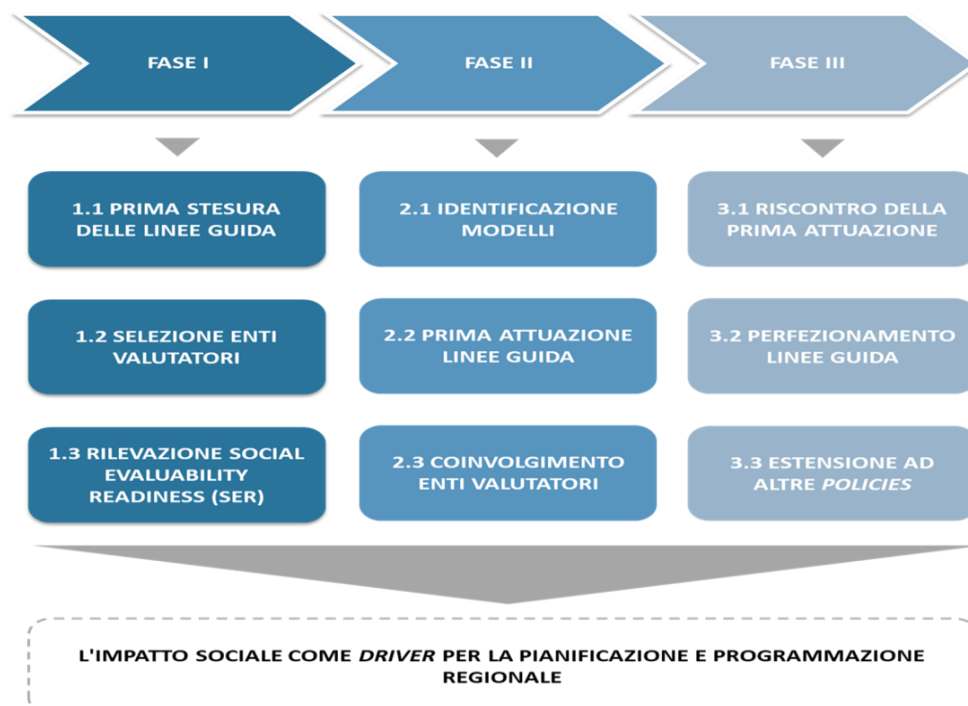 FASE I
FASE II
FASE III
1.1 PRIMA STESURA
DELLE LINEE GUIDA
2.1 IDENTIFICAZIONE
MODELLI
3.1 RISCONTRO DELLA
PRIMA ATTUAZIONE
1.2 SELEZIONE ENTI
VALUTATORI
2.2 PRIMA ATTUAZIONE
LINEE GUIDA
3.2 PERFEZIONAMENTO
LINEE GUIDA
1.3 RILEVAZIONE SOCIAL
EVALUABILITY
READINESS (SER)
2.3 COINVOLGIMENTO
ENTI VALUTATORI
3.3 ESTENSIONE AD
ALTRE POLICIES
L'IMPATTO SOCIALE COME DRIVER PER LA PIANIFICAZIONE E PROGRAMMAZIONE
REGIONALE